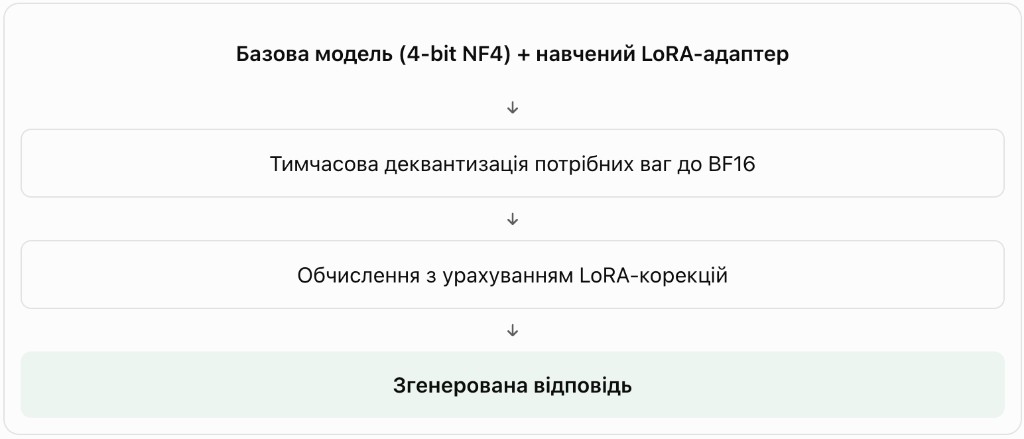 Базова модель (4-bit NF4) + навчений LoRA-адаптер
↓
Тимчасова деквантизація потрібних ваг до BF16
↓
Обчислення з урахуванням LoRA-корекцій
↓
Згенерована відповідь